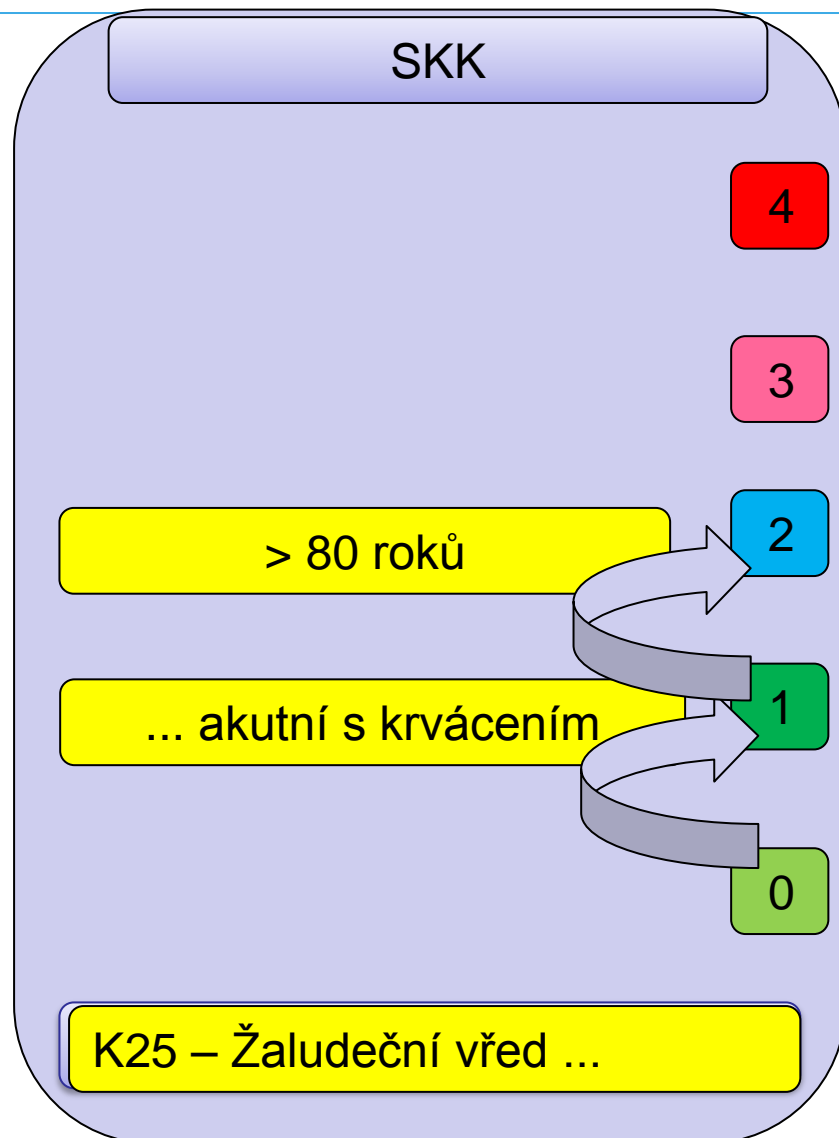 SKK
4
3
> 80 roků
2
... akutní s krvácením
1
0
K25 – Žaludeční vřed ...